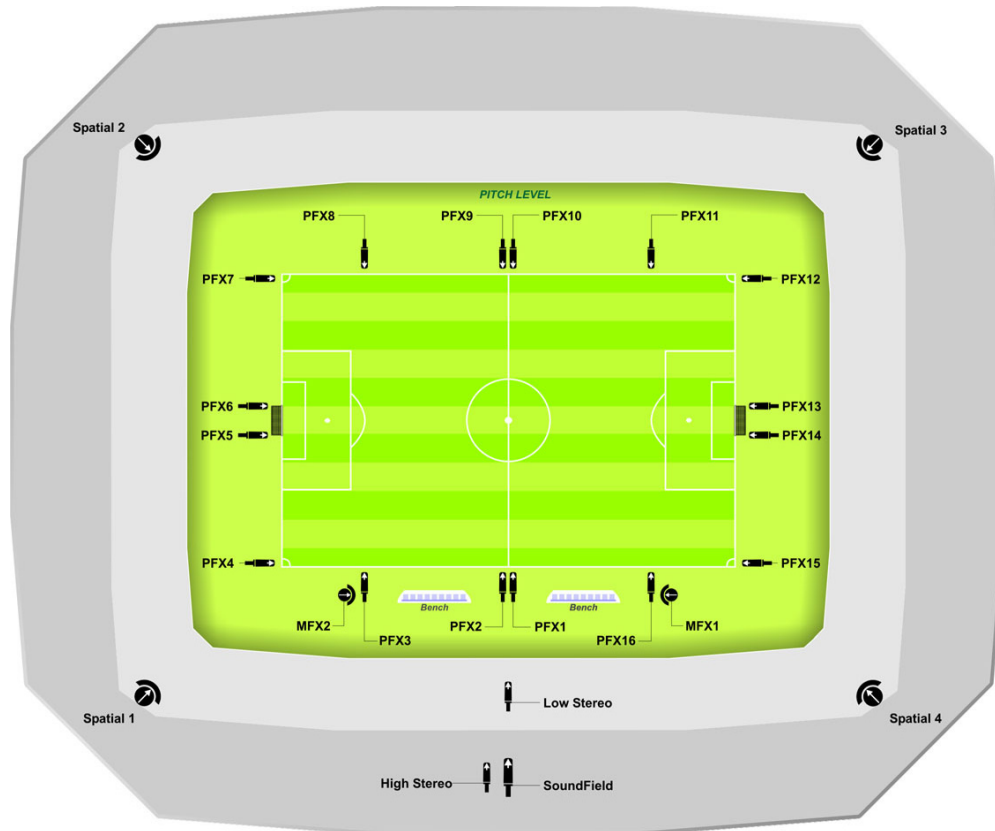 Spatial 2
Spatial 3
PITCH LEVEL
PFX8
PFX9
PFX10
PFX11
PFX7
PFX12
PFX6
PFX13
PFX5
PFX14
PFX4
PFX15
Bench
Bench
MFX2
PFX2
PFX1
MFX1
PFX3
PFX16
Low Stereo
Spatial 1
Spatial 4
High Stereo
SoundField